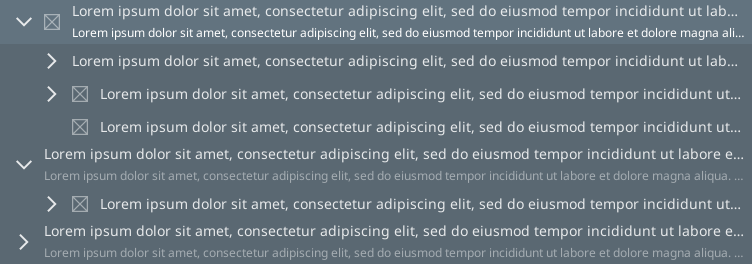 Lorem ipsum dolor sit amet, consectetur adipiscing elit, sed do eiusmod tempor incididunt ut lab...
Lorem ipsum dolor sit amet, consectetur adipiscing elit, sed do eiusmod tempor incididunt ut labore et dolore magna ali...
Lorem ipsum dolor sit amet, consectetur adipiscing elit, sed do eiusmod tempor incididunt ut lab...
Lorem ipsum dolor sit amet, consectetur adipiscing elit, sed do eiusmod tempor incididunt ut...
Lorem ipsum dolor sit amet, consectetur adipiscing elit, sed do eiusmod tempor incididunt ut...
Lorem ipsum dolor sit amet, consectetur adipiscing elit, sed do eiusmod tempor incididunt ut labore e...
Lorem ipsum dolor sit amet, consectetur adipiscing elit, sed do eiusmod tempor incididunt ut labore et dolore magna aliqua. ...
Lorem ipsum dolor sit amet, consectetur adipiscing elit, sed do eiusmod tempor incididunt ut...
Lorem ipsum dolor sit amet, consectetur adipiscing elit, sed do eiusmod tempor incididunt ut labore e...
Lorem ipsum dolor sit amet, consectetur adipiscing elit, sed do eiusmod tempor incididunt ut labore et dolore magna aliqua. ...